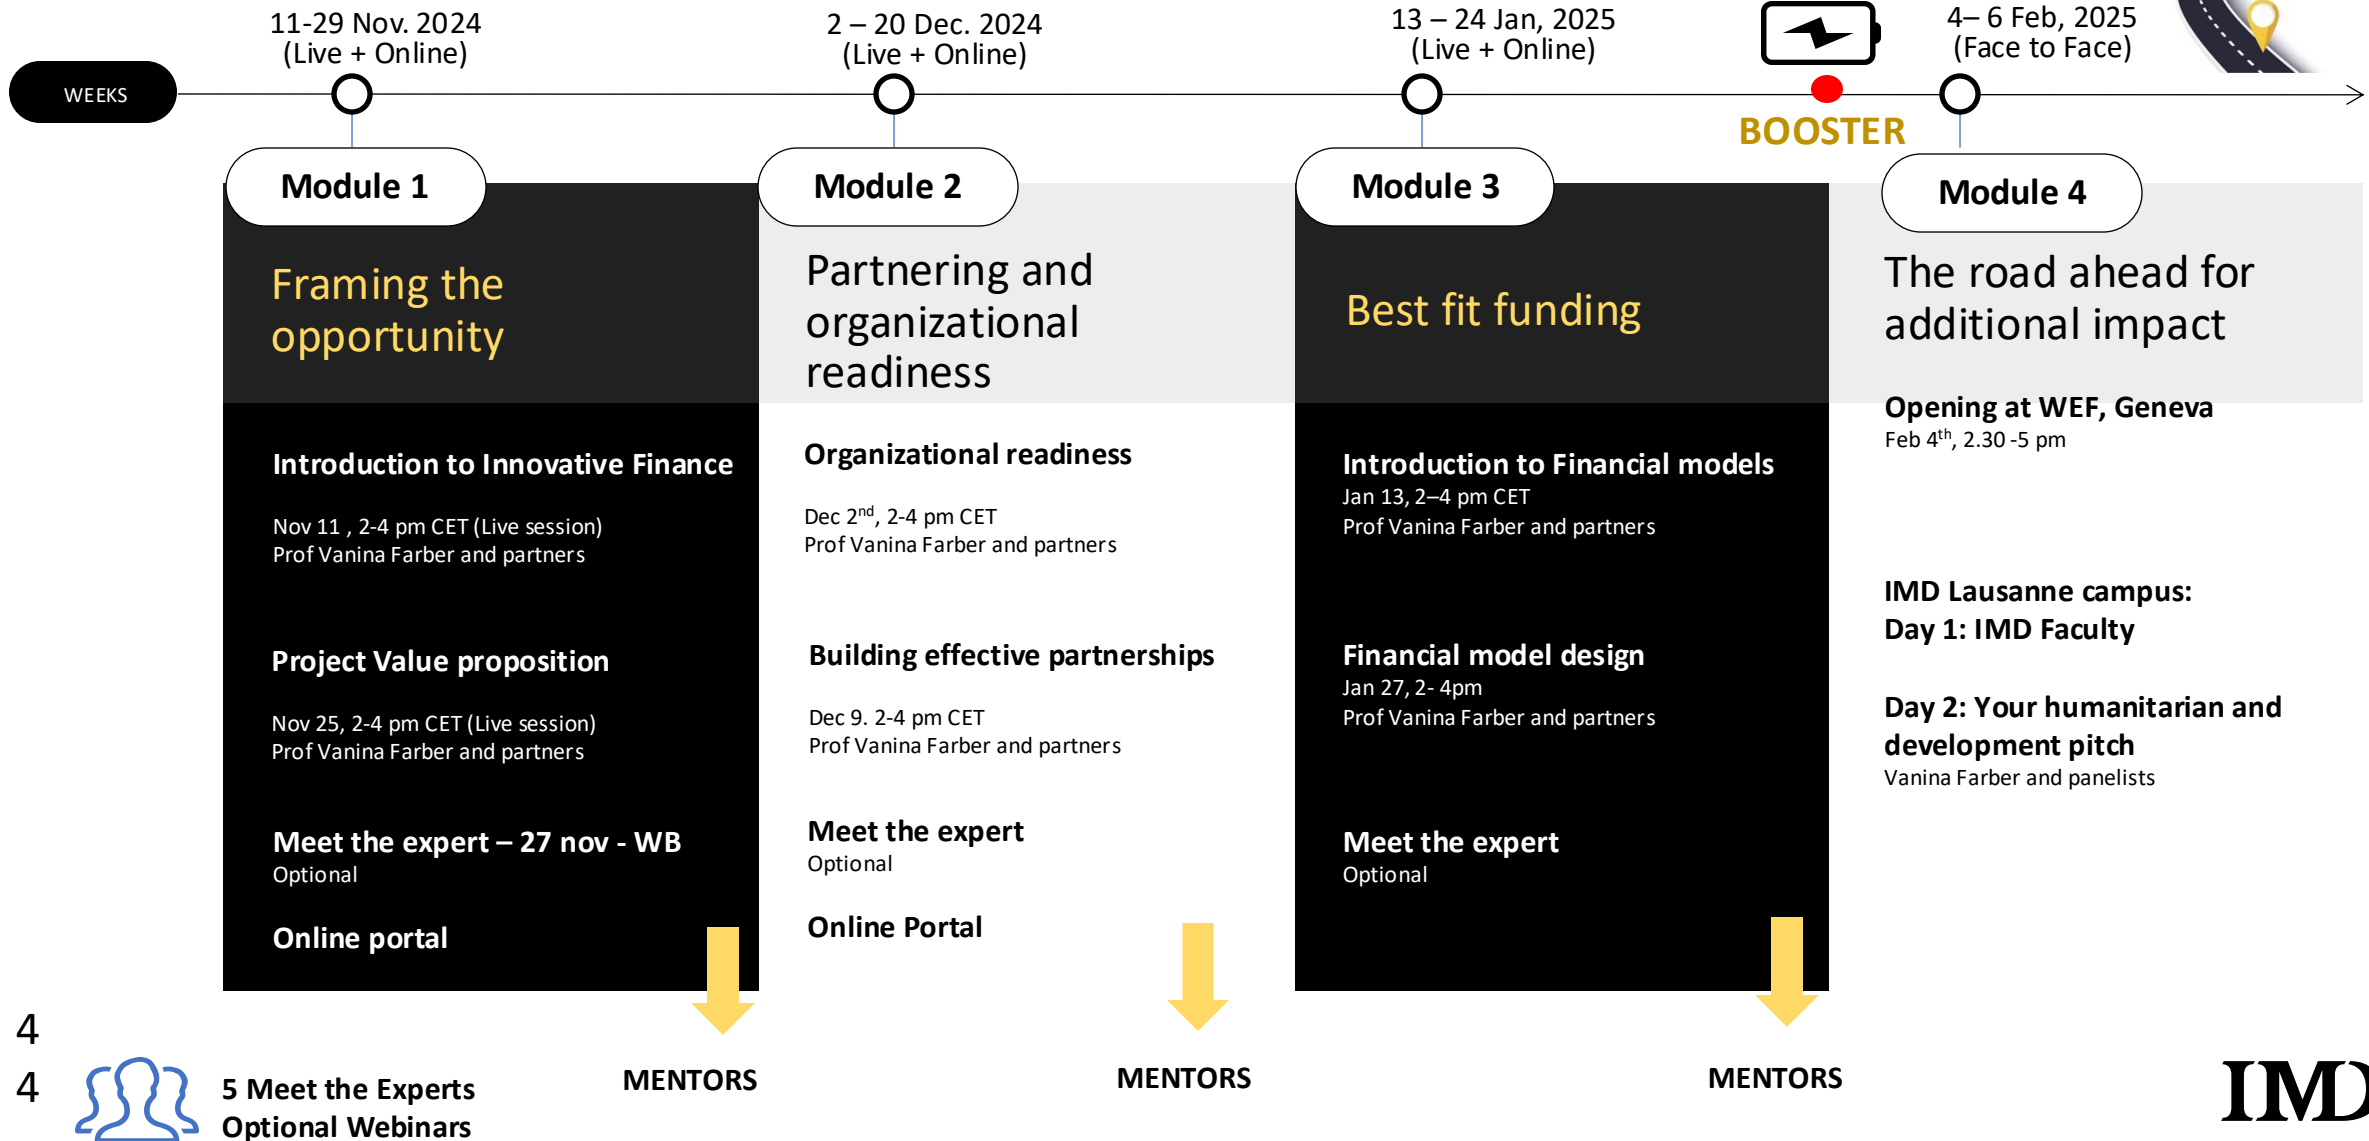 11-29 Nov. 2024
(Live + Online)
2 – 20 Dec. 2024
(Live + Online)
13 – 24 Jan, 2025
(Live + Online)
4– 6 Feb, 2025
(Face to Face)
WEEKS
BOOSTER
Module 1
Framing the
opportunity
Introduction to Innovative Finance
Nov 11 , 2-4 pm CET (Live session)
Prof Vanina Farber and partners
Project Value proposition
Nov 25, 2-4 pm CET (Live session)
Prof Vanina Farber and partners
Meet the expert – 27 nov - WB
Optional
Online portal
Module 2
Partnering and
organizational
readiness
Organizational readiness
Dec 2nd, 2-4 pm CET
Prof Vanina Farber and partners
Building effective partnerships
Dec 9. 2-4 pm CET
Prof Vanina Farber and partners
Meet the expert
Optional
Online Portal
Module 3
Best fit funding
Introduction to Financial models
Jan 13, 2–4 pm CET
Prof Vanina Farber and partners
Financial model design
Jan 27, 2- 4pm
Prof Vanina Farber and partners
Meet the expert
Optional
Module 4
The road ahead for
additional impact
Opening at WEF, Geneva
Feb 4th, 2.30 -5 pm
IMD Lausanne campus:
Day 1: IMD Faculty
Day 2: Your humanitarian and
development pitch
Vanina Farber and panelists
4
4
5 Meet the Experts
Optional Webinars
MENTORS
MENTORS
MENTORS
IMD